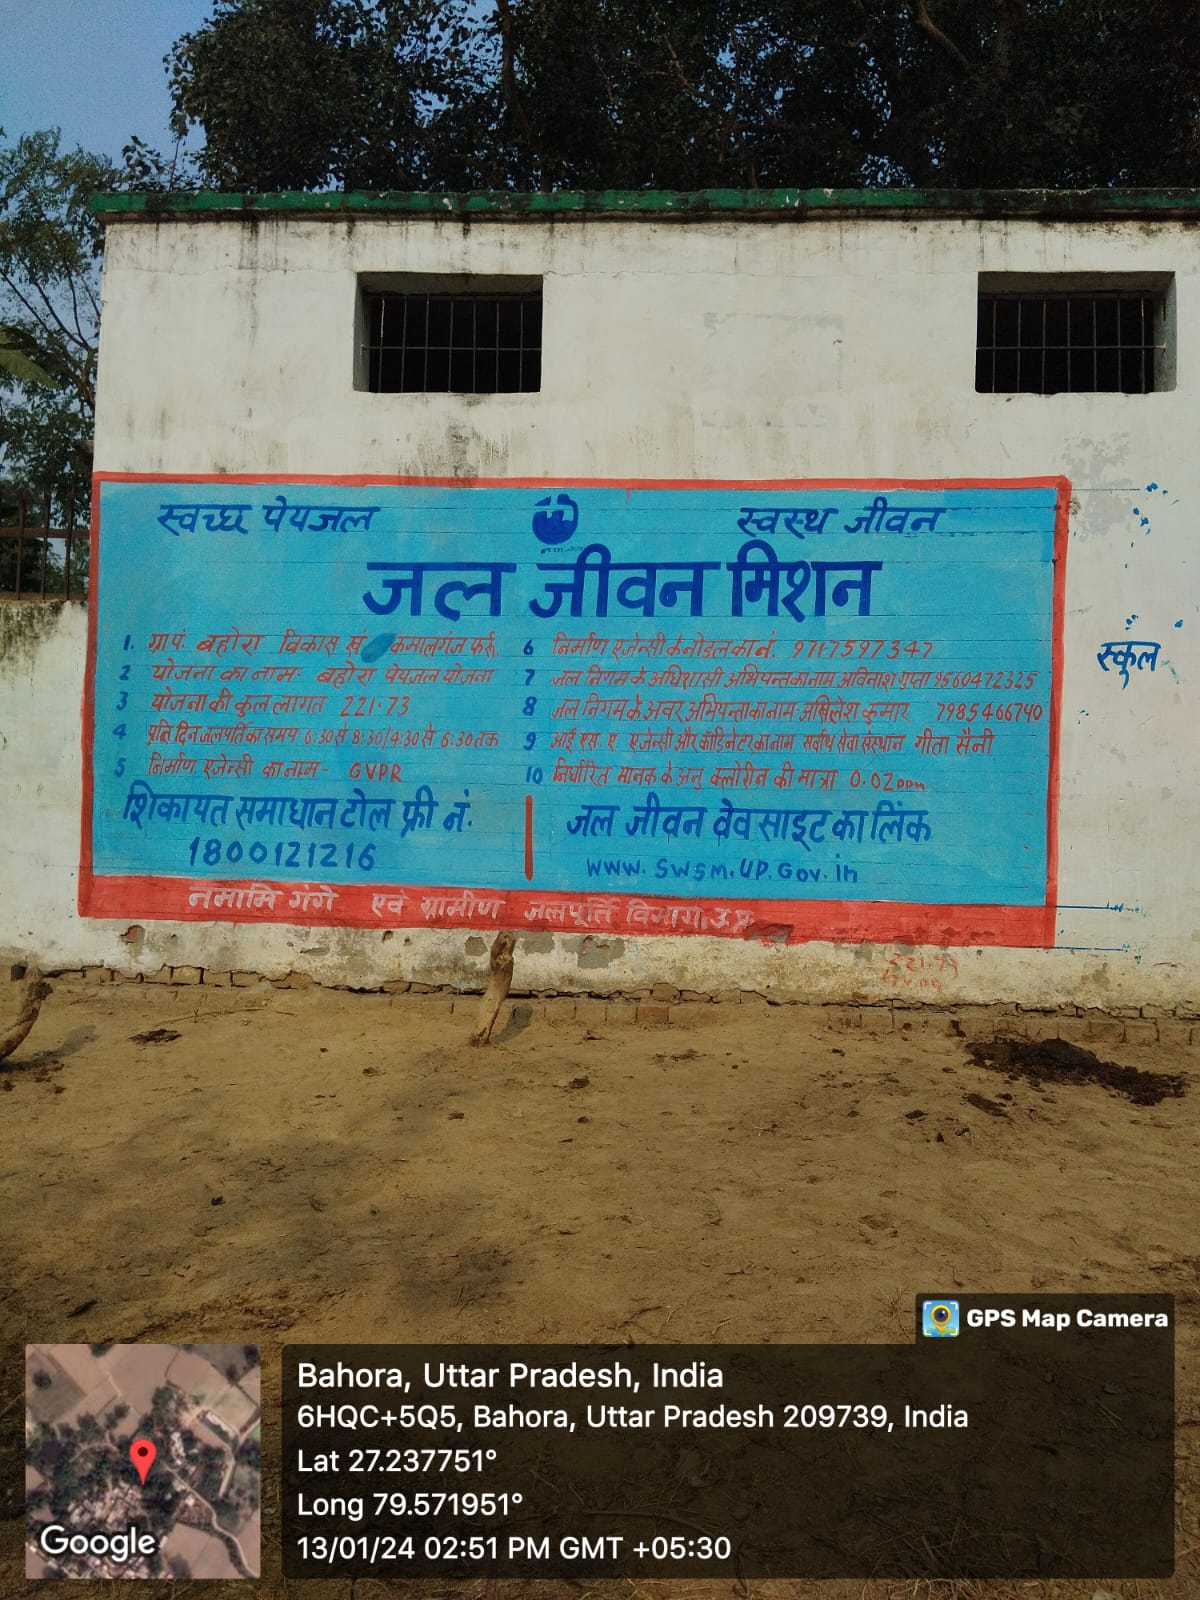 स्वच्छ पेयजल
स्वस्थ जीवन
जल जीवन मिशन
1. ग्रा.पं. बहोरा विकास खं कमालगंज फर्रु.
2 योजना का नाम- बहोरा पेयजल योजना
3 योजना की कुल लागत 221.73
4 प्रति दिन जलपूर्ति का समय 6:30 से 8:30/4:30 से 6:30 तक
5 निर्माण एजेन्सी का नाम- GVPR
6 निर्माण एजेन्सी के नोडल का नं. 9717597347
7 जल निगम के अधिशासी अभियन्ता का नाम अविनाश गुप्ता 9560472325
8 जल निगम के अवर अभियन्ता का नाम- अखिलेश कुमार 7985466740
9 आई.एस.ए. एजेन्सी और कॉर्डिनेटर का नाम सर्वाथ सेवा संस्थान गीता सैनी
10 निर्धारित मानक के अनु क्लोरीन की मात्रा 0.02 PPM
शिकायत समाधान टोल फ्री नं.
1800121216
जल जीवन वेव साइट का लिंक
www.swsm.UP.Gov.in
नमामि गंगे एवं ग्रामीण जलपूर्ति विभाग, उ.प्र.
स्कूल
GPS Map Camera
Bahora, Uttar Pradesh, India
6HQC+5Q5, Bahora, Uttar Pradesh 209739, India
Lat 27.237751°
Long 79.571951°
13/01/24 02:51 PM GMT +05:30
Google